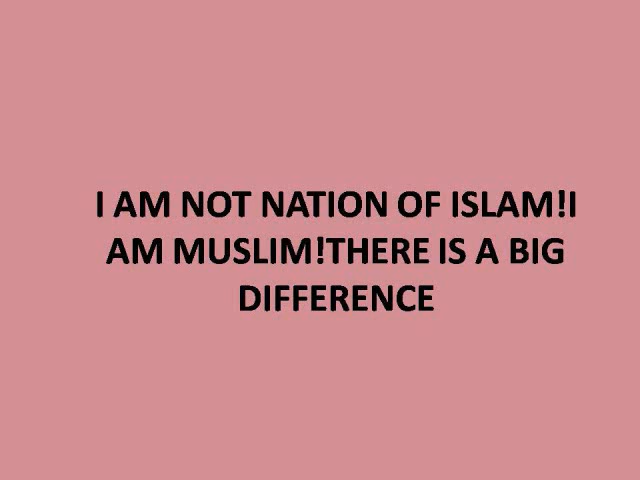 I AM NOT NATION OF ISLAM!I
AM MUSLIM!THERE IS A BIG
DIFFERENCE